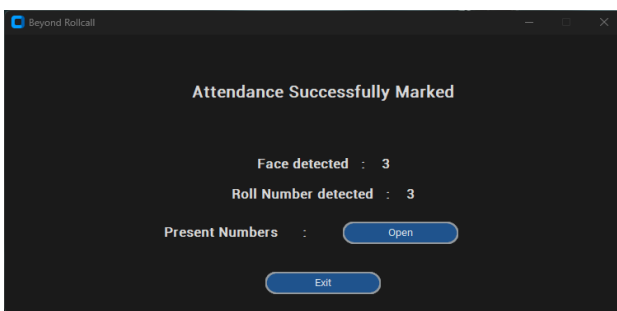 Beyond Rollcall
Attendance Successfully Marked
Face detected : 3
Roll Number detected : 3
Present Numbers : Open
Exit